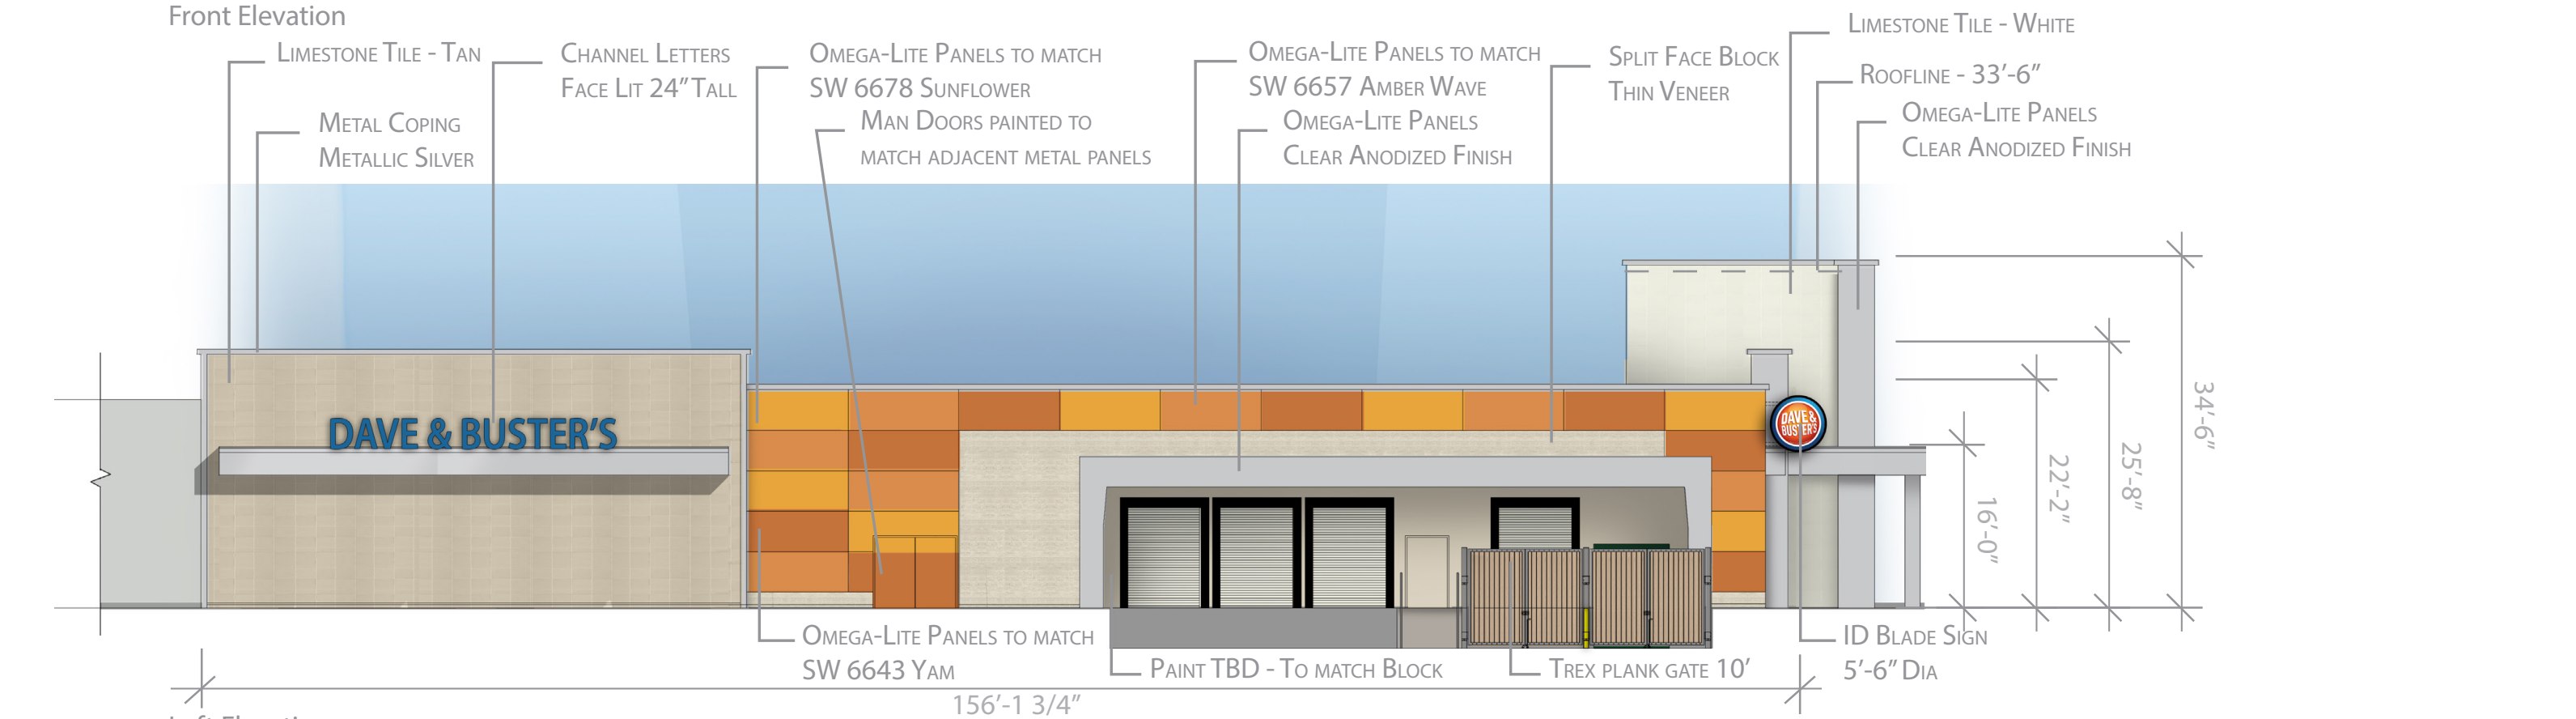 Front Elevation
Limestone Tile - Tan
Channel Letters
Face Lit 24” Tall
Omega-Lite Panels to match
SW 6678 Sunflower
Omega-Lite Panels to match
SW 6657 Amber Wave
Split Face Block
Thin Veneer
Limestone Tile - White
Roofline - 33’-6”
Metal Coping
Metallic Silver
Man Doors painted to
match adjacent metal panels
Omega-Lite Panels
Clear Anodized Finish
Omega-Lite Panels
Clear Anodized Finish
DAVE & BUSTER’S
DAVE &
BUSTER’S
16’-0”
22’-2”
25’-8”
34’-6”
Omega-Lite Panels to match
SW 6643 Yam
Paint TBD - To match Block
Trex plank gate 10’
ID Blade Sign
5’-6” Dia
156’-1 3/4”